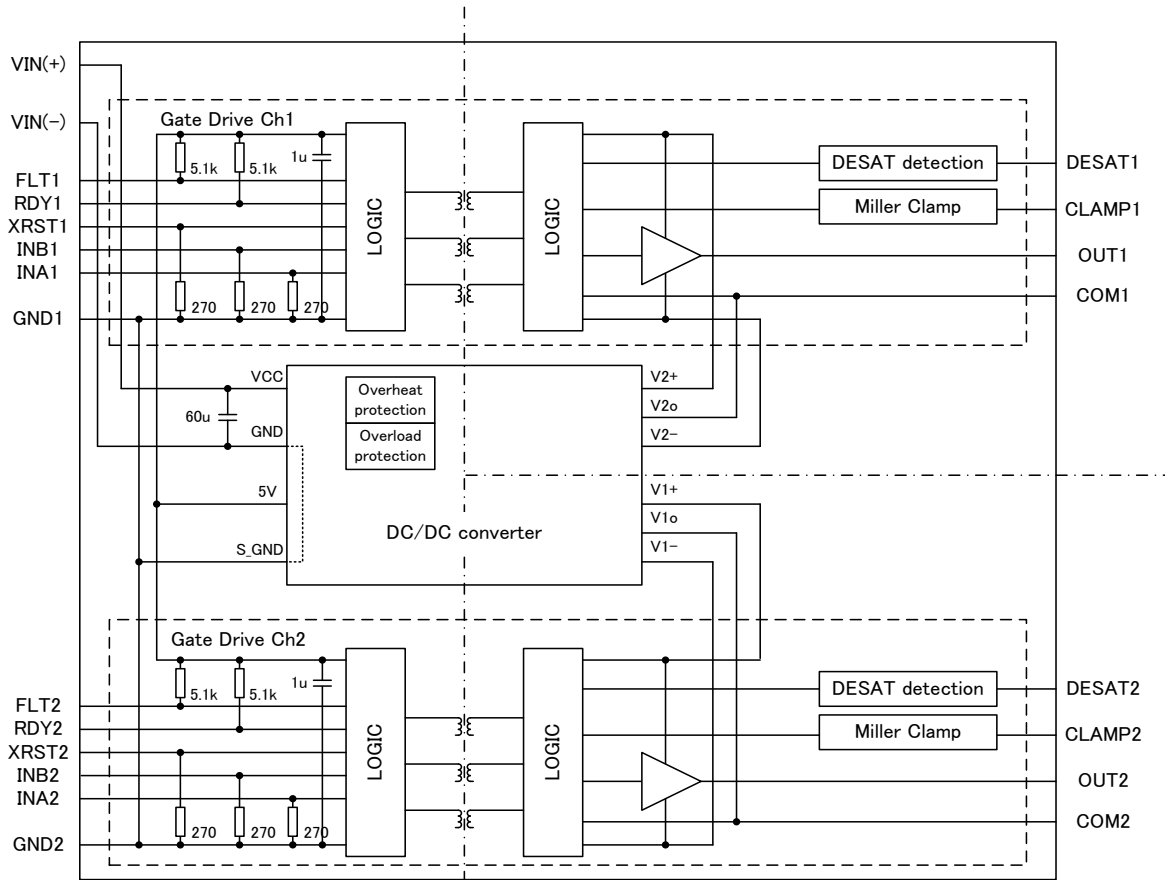 VIN(+)
VIN(-)
Gate Drive Ch1
5.1k
5.1k
1u
FLT1
RDY1
XRST1
INB1
INA1
GND1
270
270
270
LOGIC
LOGIC
DESAT detection
Miller Clamp
DESAT1
CLAMP1
OUT1
COM1
VCC
60u
GND
5V
S_GND
Overheat
protection
Overload
protection
DC/DC converter
V2+
V2o
V2-
V1+
V1o
V1-
Gate Drive Ch2
5.1k
5.1k
1u
FLT2
RDY2
XRST2
INB2
INA2
GND2
270
270
270
LOGIC
LOGIC
DESAT detection
Miller Clamp
DESAT2
CLAMP2
OUT2
COM2